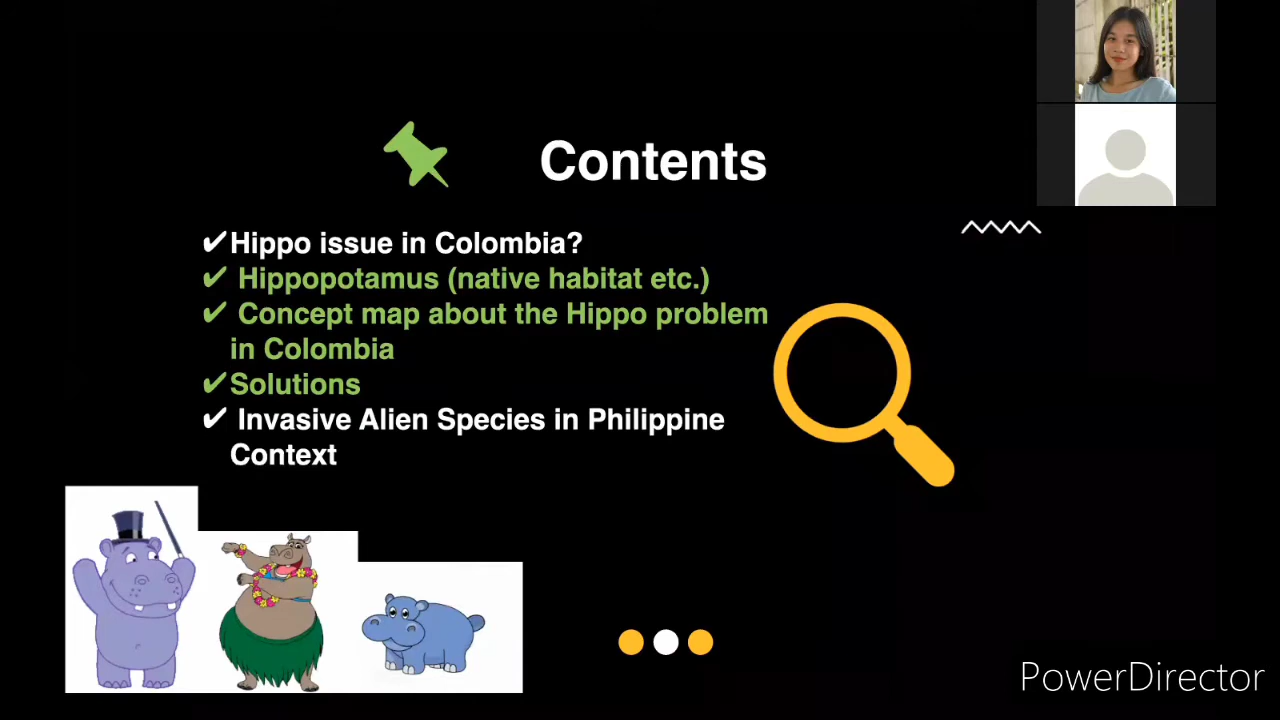 Contents
✔Hippo issue in Colombia?
✔ Hippopotamus (native habitat etc.)
✔ Concept map about the Hippo problem
in Colombia
✔Solutions
✔ Invasive Alien Species in Philippine
Context
PowerDirector